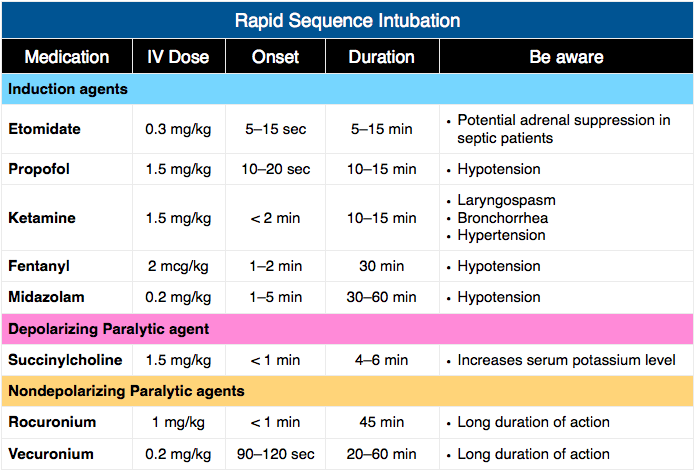 Rapid Sequence Intubation
Medication IV Dose Onset Duration Be aware
Induction agents
Etomidate 0.3 mg/kg 5–15 sec 5–15 min • Potential adrenal suppression in
septic patients
Propofol 1.5 mg/kg 10–20 sec 10–15 min • Hypotension
Ketamine 1.5 mg/kg < 2 min 10–15 min • Laryngospasm
• Bronchorrhea
• Hypertension
Fentanyl 2 mcg/kg 1–2 min 30 min • Hypotension
Midazolam 0.2 mg/kg 1–5 min 30–60 min • Hypotension
Depolarizing Paralytic agent
Succinylcholine 1.5 mg/kg < 1 min 4–6 min • Increases serum potassium level
Nondepolarizing Paralytic agents
Rocuronium 1 mg/kg < 1 min 45 min • Long duration of action
Vecuronium 0.2 mg/kg 90–120 sec 20–60 min • Long duration of action